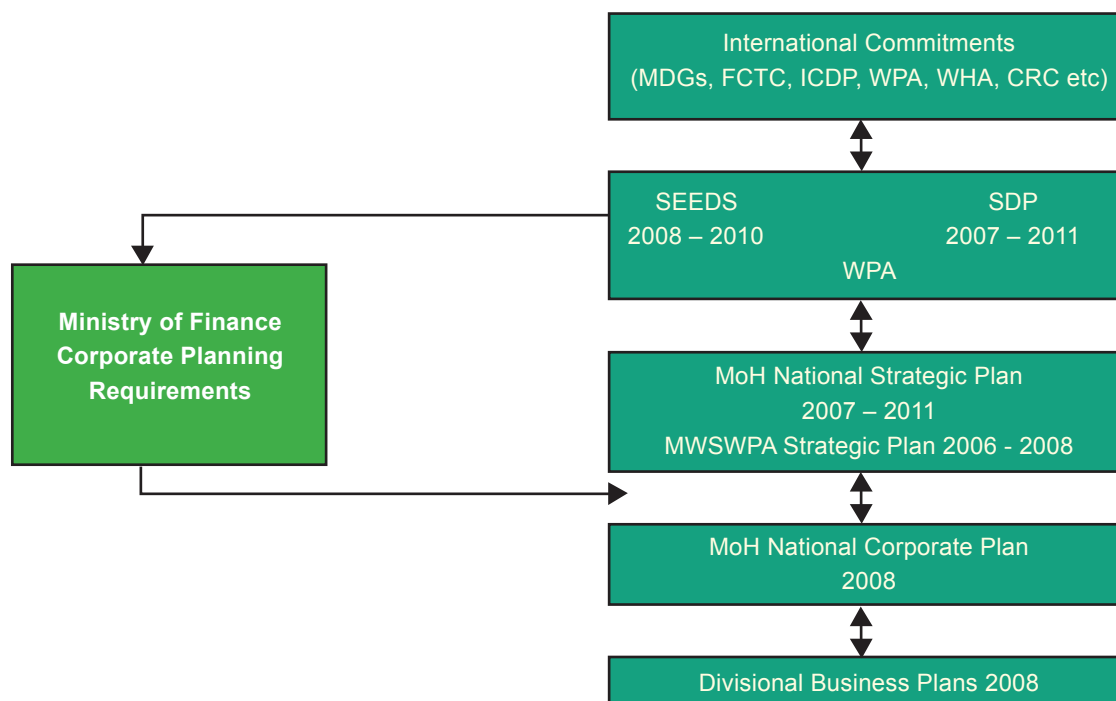 International Commitments
(MDGs, FCTC, ICDP, WPA, WHA, CRC etc)
SEEDS
2008 – 2010
SDP
2007 – 2011
WPA
Ministry of Finance
Corporate Planning
Requirements
MoH National Strategic Plan
2007 – 2011
MWSWPA Strategic Plan 2006 - 2008
MoH National Corporate Plan
2008
Divisional Business Plans 2008